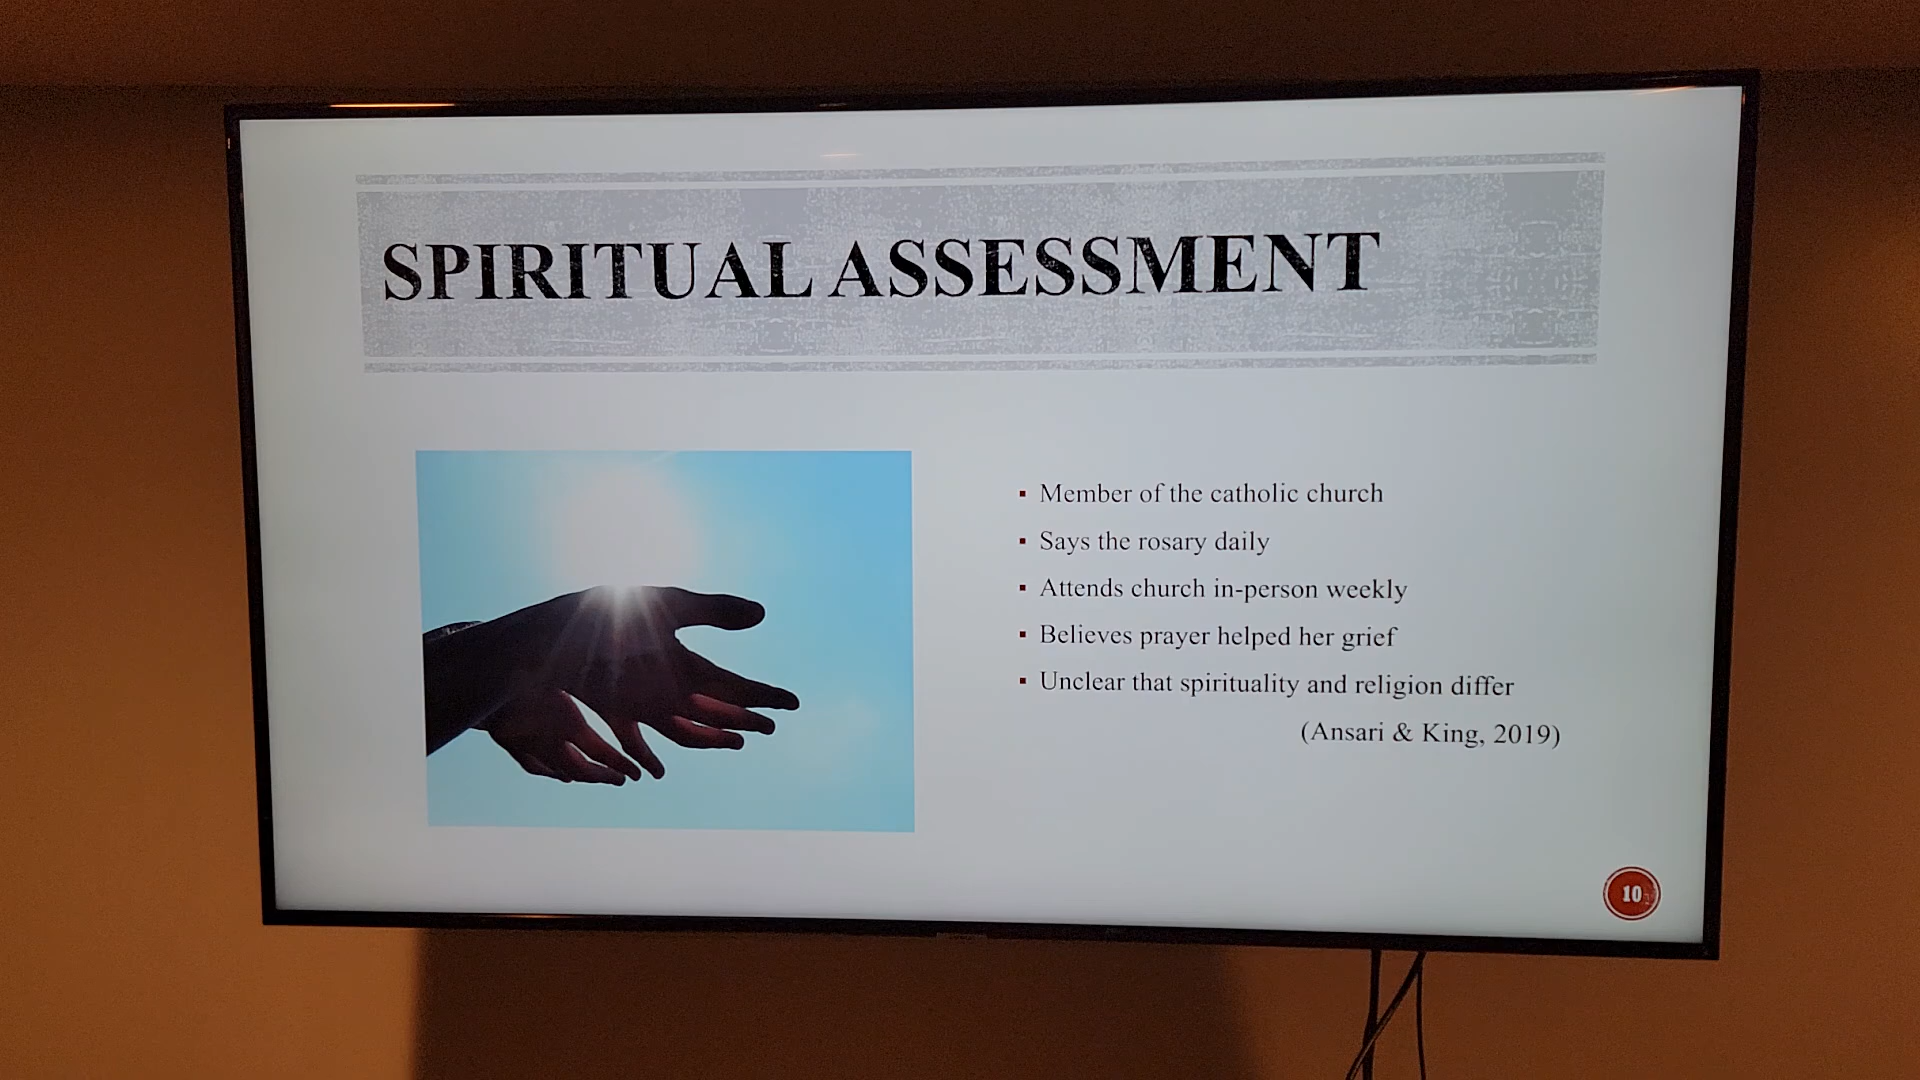 SPIRITUAL ASSESSMENT
▪ Member of the catholic church
▪ Says the rosary daily
▪ Attends church in-person weekly
▪ Believes prayer helped her grief
▪ Unclear that spirituality and religion differ
(Ansari & King, 2019)
10